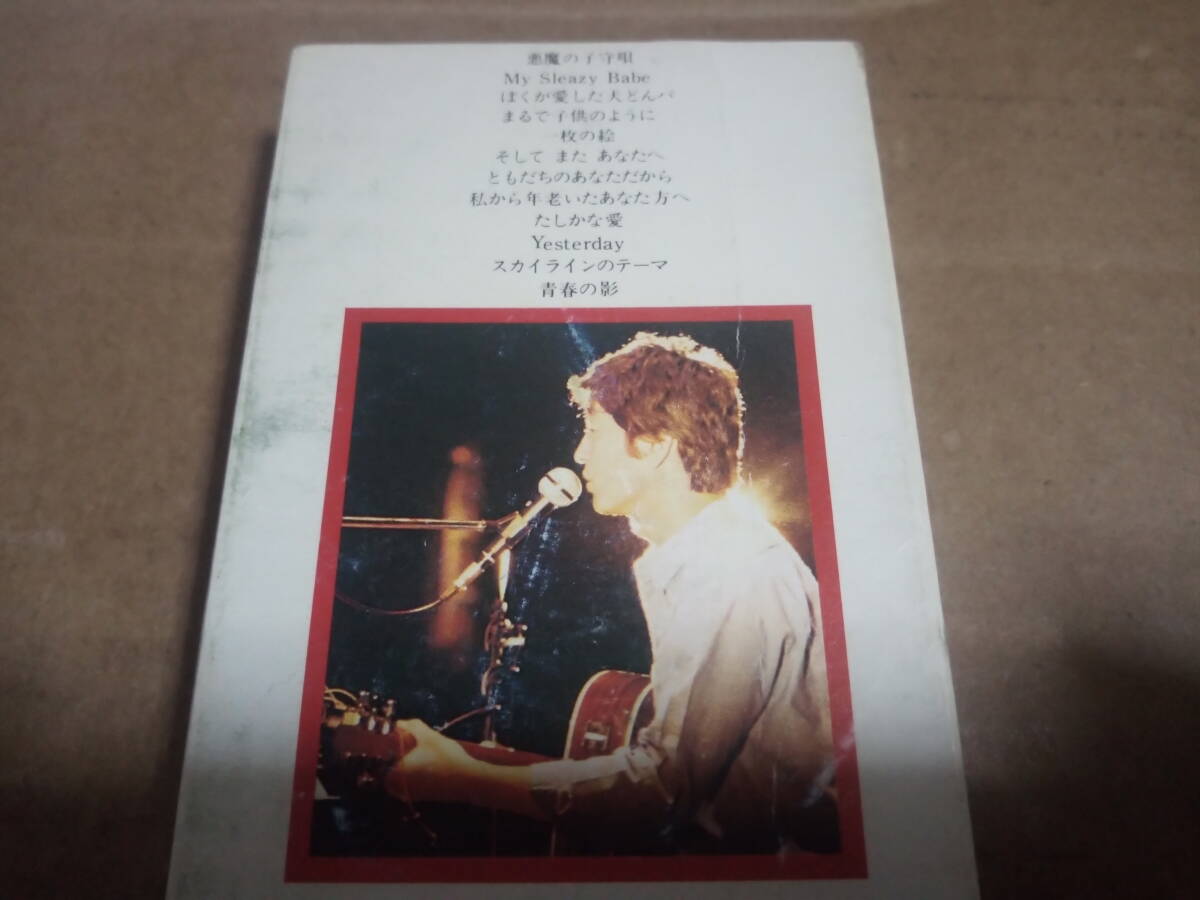 悪魔の子守唄
My Sleazy Babe
ぼくが愛した大どんパ
まるで子供のように
一枚の絵
そして また あなたへ
ともだちのあなただから
私から年老いたあなた方へ
たしかな愛
Yesterday
スカイラインのテーマ
青春の影